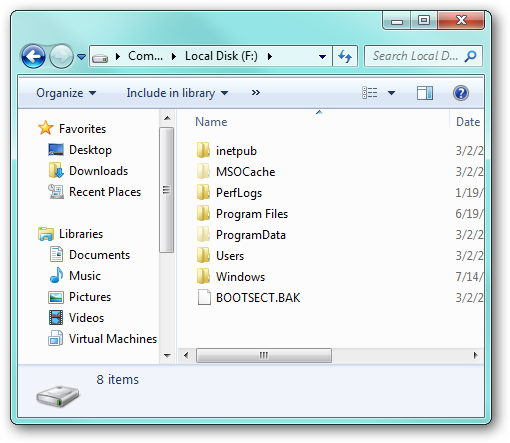 Com... Local Disk (F:) Search Local D...
Organize Include in library »
Favorites
Desktop
Downloads
Recent Places
Libraries
Documents
Music
Pictures
Videos
Virtual Machines
Name Date
inetpub 3/2/2
MSOCache 3/2/2
PerfLogs 1/19/
Program Files 6/19/
ProgramData 3/2/2
Users 3/2/2
Windows 7/14/
BOOTSECT.BAK 3/2/2
8 items